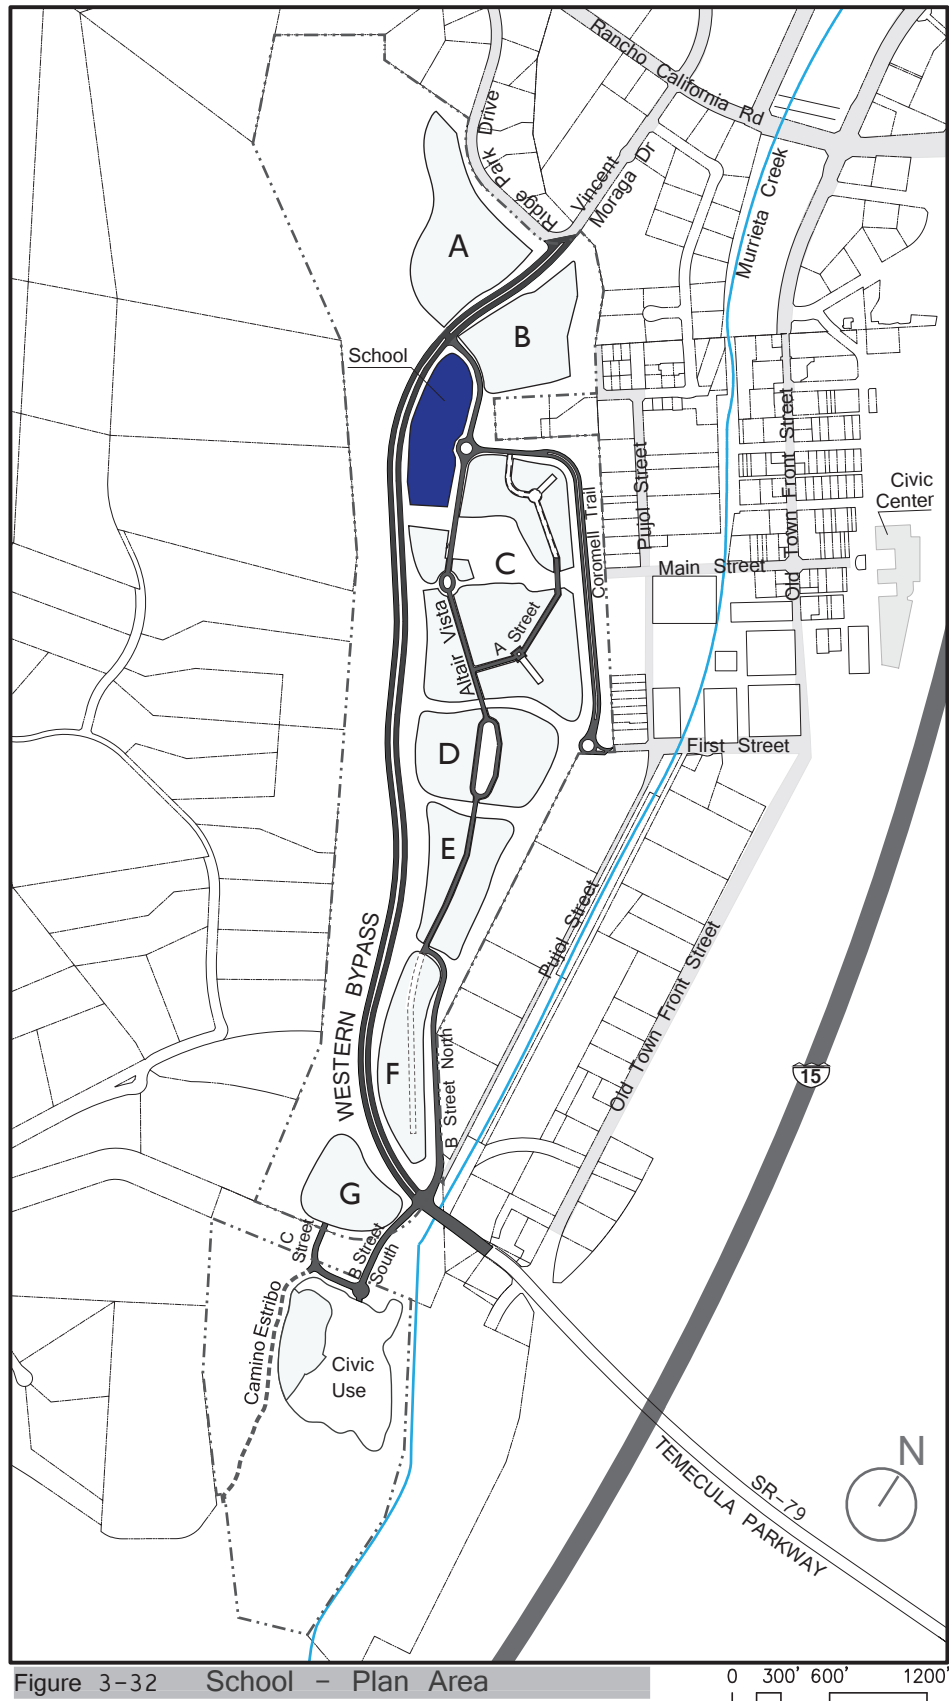 Rancho California Rd
Ridge Park Drive
Vincent
Moraga Dr
Murrieta Creek
A
B
School
Pujol Street
Old Town Front Street
Civic
Center
Coromell Trail
Main Street
C
Altair Vista
A Street
First Street
D
E
Pujol Street
Old Town Front Street
WESTERN BYPASS
F
B Street North
15
G
C
Street
B Street
South
Camino Estribo
Civic
Use
N
SR-79
TEMECULA PARKWAY
Figure 3-32 School - Plan Area
0 300' 600' 1200'